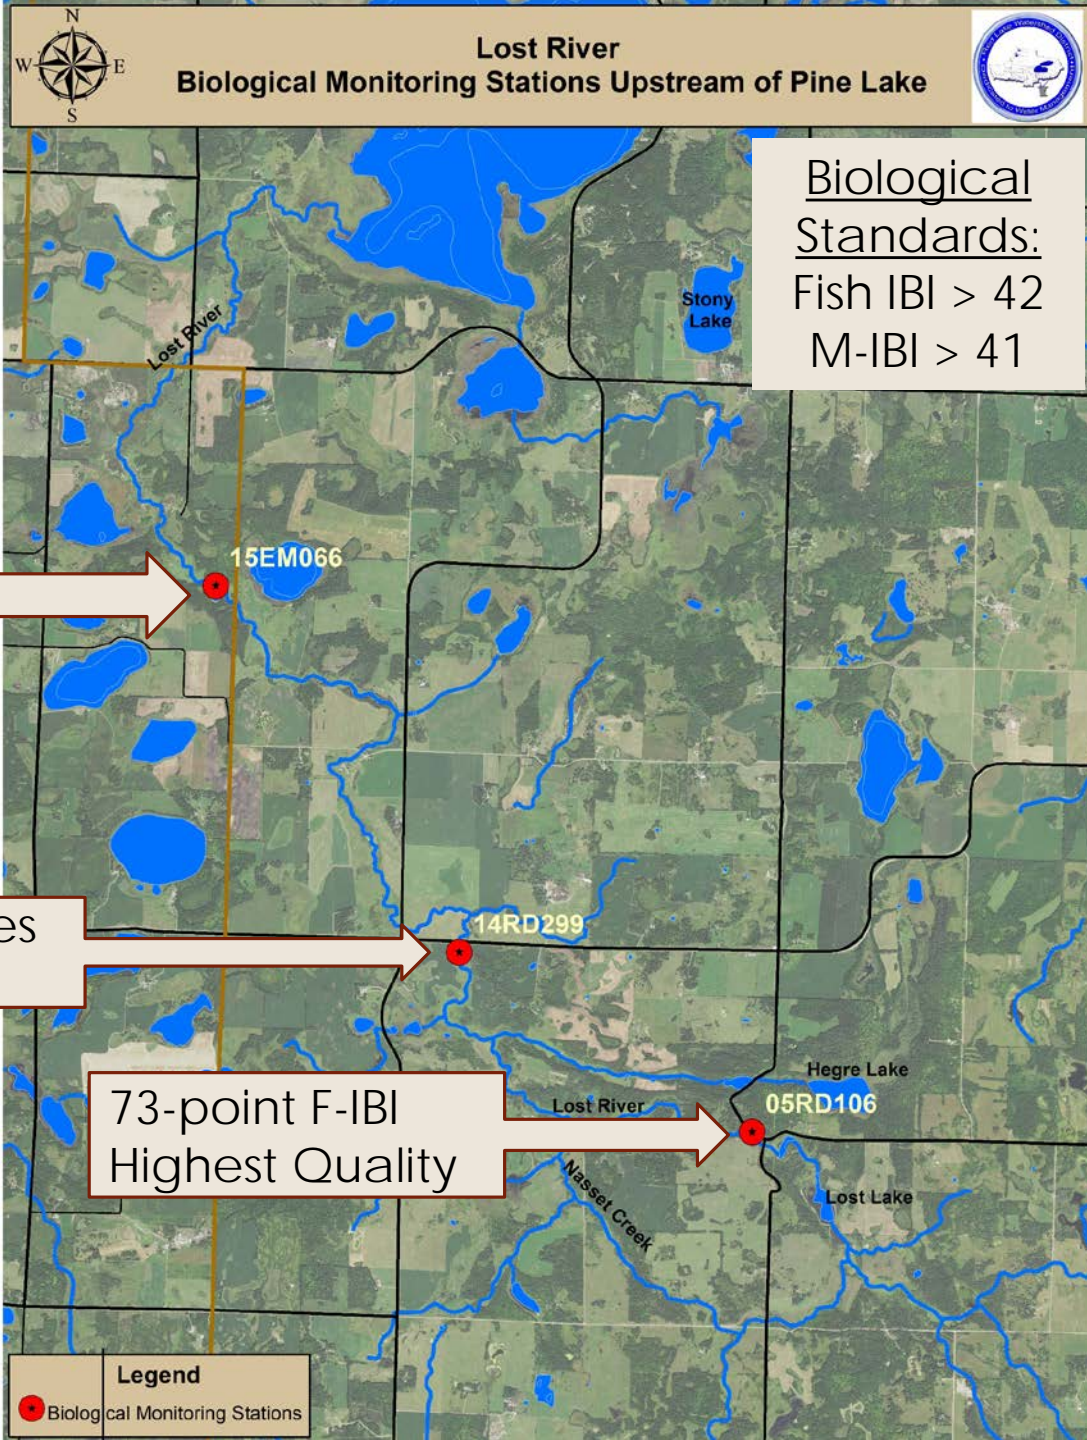 N
W E
S
Lost River
Biological Monitoring Stations Upstream of Pine Lake
Biological
Standards:
Fish IBI > 42
M-IBI > 41
Stony
Lake
Lost River
15EM066
es
14RD299
Hegre Lake
73-point F-IBI
Highest Quality
Lost River
05RD106
Nasset Creek
Lost Lake
Legend
Biological Monitoring Stations